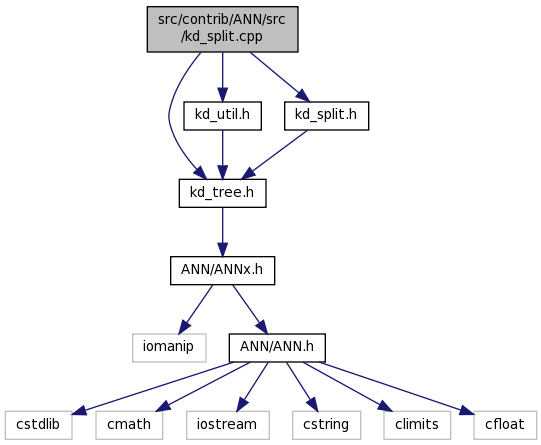 src/contrib/ANN/src
/kd_split.cpp
kd_util.h
kd_split.h
kd_tree.h
ANN/ANNx.h
iomanip
ANN/ANN.h
cstdlib
cmath
iostream
cstring
climits
cfloat